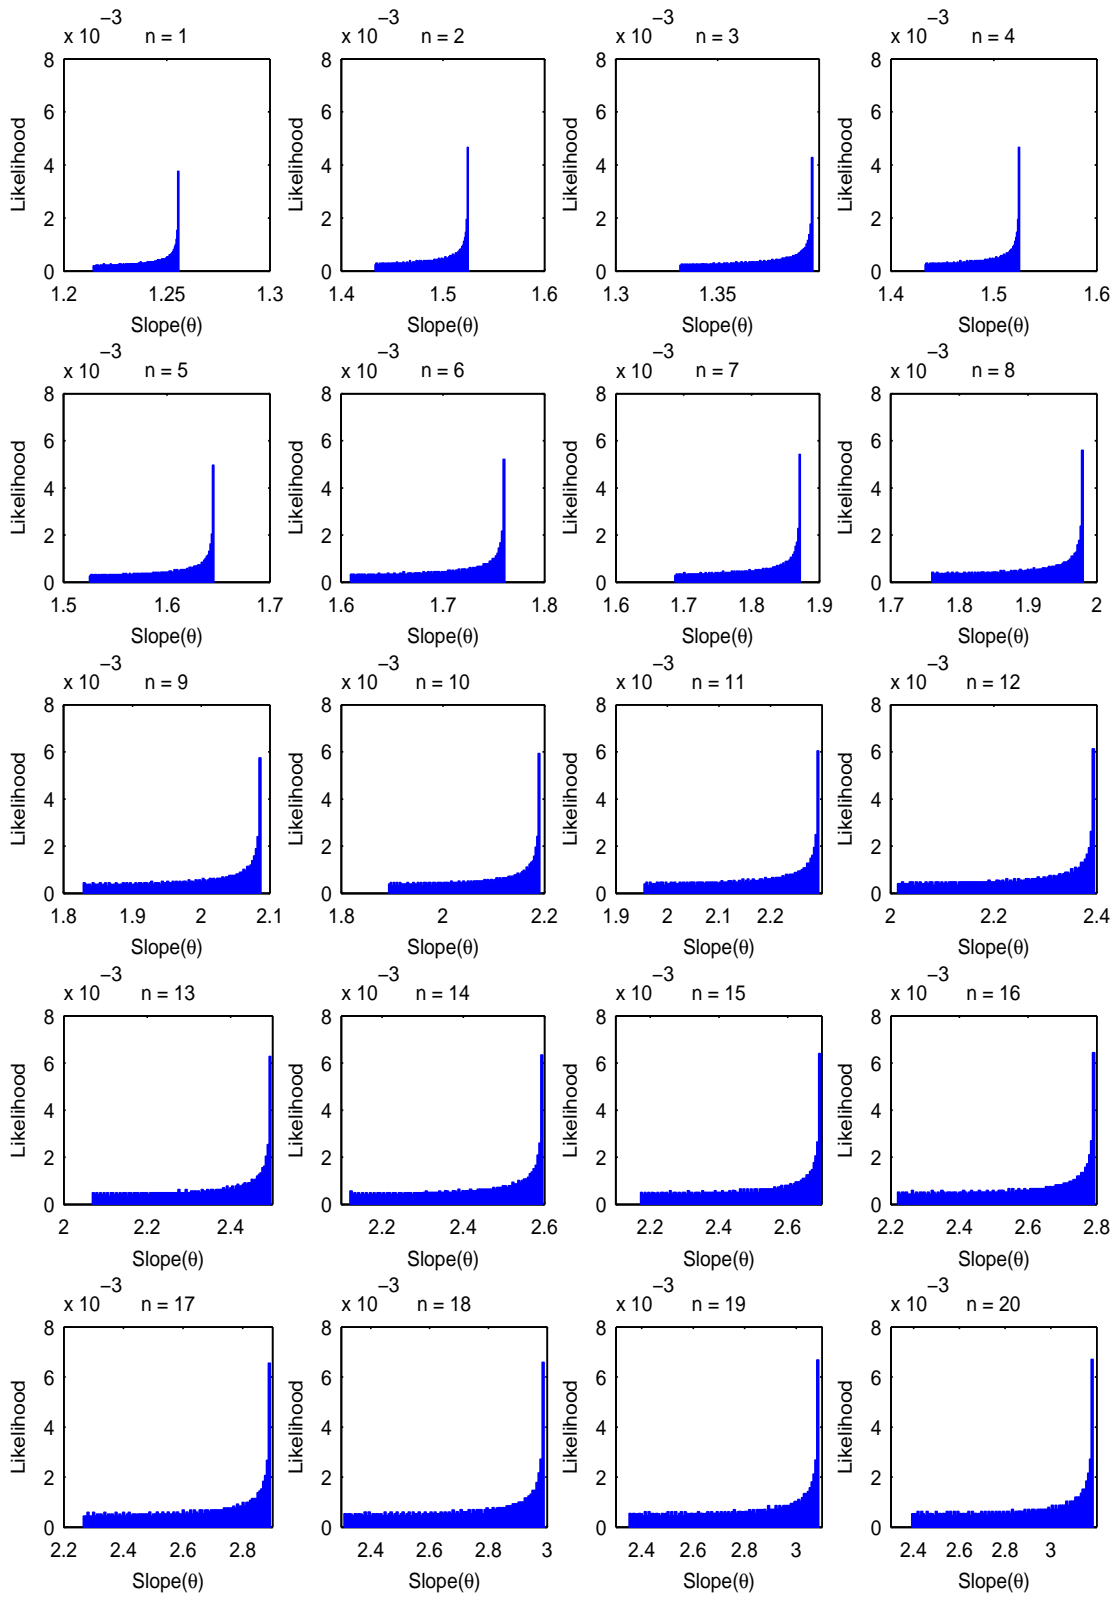 x 10^-3 n = 1
8
6
4
2
0
Likelihood
1.2 1.25 1.3
Slope(θ)
x 10^-3 n = 2
8
6
4
2
0
Likelihood
1.4 1.5 1.6
Slope(θ)
x 10^-3 n = 3
8
6
4
2
0
Likelihood
1.3 1.35
Slope(θ)
x 10^-3 n = 4
8
6
4
2
0
Likelihood
1.4 1.5 1.6
Slope(θ)
x 10^-3 n = 5
8
6
4
2
0
Likelihood
1.5 1.6 1.7
Slope(θ)
x 10^-3 n = 6
8
6
4
2
0
Likelihood
1.6 1.7 1.8
Slope(θ)
x 10^-3 n = 7
8
6
4
2
0
Likelihood
1.6 1.7 1.8 1.9
Slope(θ)
x 10^-3 n = 8
8
6
4
2
0
Likelihood
1.7 1.8 1.9 2
Slope(θ)
x 10^-3 n = 9
8
6
4
2
0
Likelihood
1.8 1.9 2 2.1
Slope(θ)
x 10^-3 n = 10
8
6
4
2
0
Likelihood
1.8 2 2.2
Slope(θ)
x 10^-3 n = 11
8
6
4
2
0
Likelihood
1.9 2 2.1 2.2
Slope(θ)
x 10^-3 n = 12
8
6
4
2
0
Likelihood
2 2.2 2.4
Slope(θ)
x 10^-3 n = 13
8
6
4
2
0
Likelihood
2 2.2 2.4
Slope(θ)
x 10^-3 n = 14
8
6
4
2
0
Likelihood
2.2 2.4 2.6
Slope(θ)
x 10^-3 n = 15
8
6
4
2
0
Likelihood
2.2 2.4 2.6
Slope(θ)
x 10^-3 n = 16
8
6
4
2
0
Likelihood
2.2 2.4 2.6 2.8
Slope(θ)
x 10^-3 n = 17
8
6
4
2
0
Likelihood
2.2 2.4 2.6 2.8
Slope(θ)
x 10^-3 n = 18
8
6
4
2
0
Likelihood
2.4 2.6 2.8 3
Slope(θ)
x 10^-3 n = 19
8
6
4
2
0
Likelihood
2.4 2.6 2.8 3
Slope(θ)
x 10^-3 n = 20
8
6
4
2
0
Likelihood
2.4 2.6 2.8 3
Slope(θ)